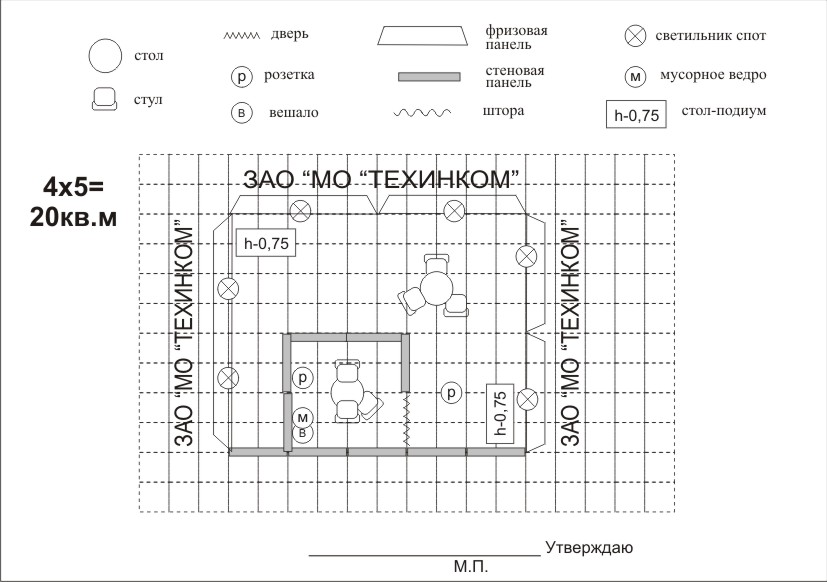 стол
стул
дверь
р розетка
в вешало
фризовая
панель
стеновая
панель
штора
светильник спот
м мусорное ведро
h-0,75 стол-подиум
4x5=
20кв.м
ЗАО “МО “ТЕХИНКОМ”
ЗАО “МО “ТЕХИНКОМ”
ЗАО “МО “ТЕХИНКОМ”
h-0,75
р
м
в
р
h-0,75
Утверждаю
М.П.